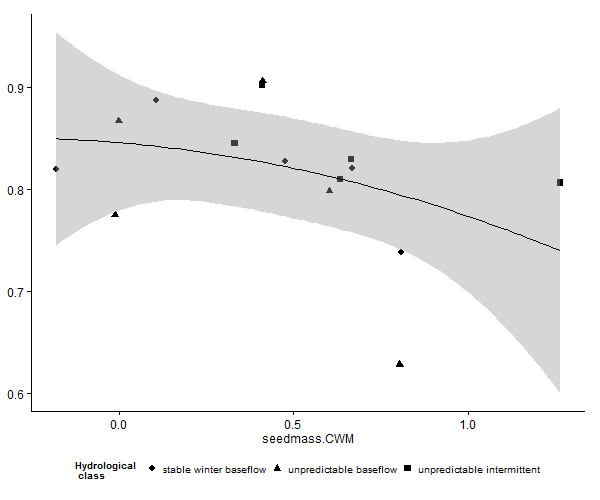 0.9
0.8
0.7
0.6
0.0 0.5 1.0
seedmass.CWM
Hydrological
class
stable winter baseflow unpredictable baseflow unpredictable intermittent